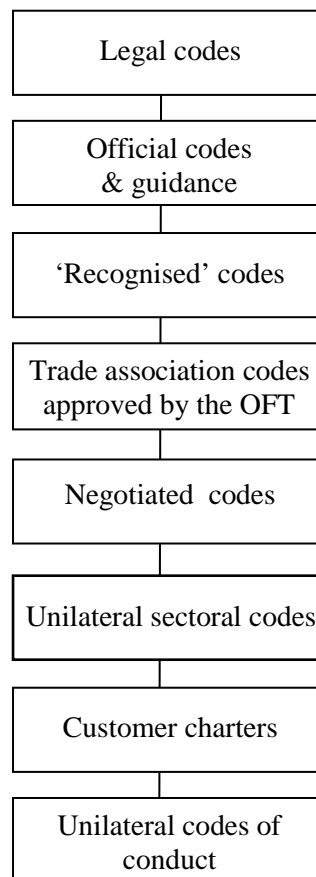 Legal codes
Official codes
& guidance
‘Recognised’ codes
Trade association codes
approved by the OFT
Negotiated codes
Unilateral sectoral codes
Customer charters
Unilateral codes of
conduct